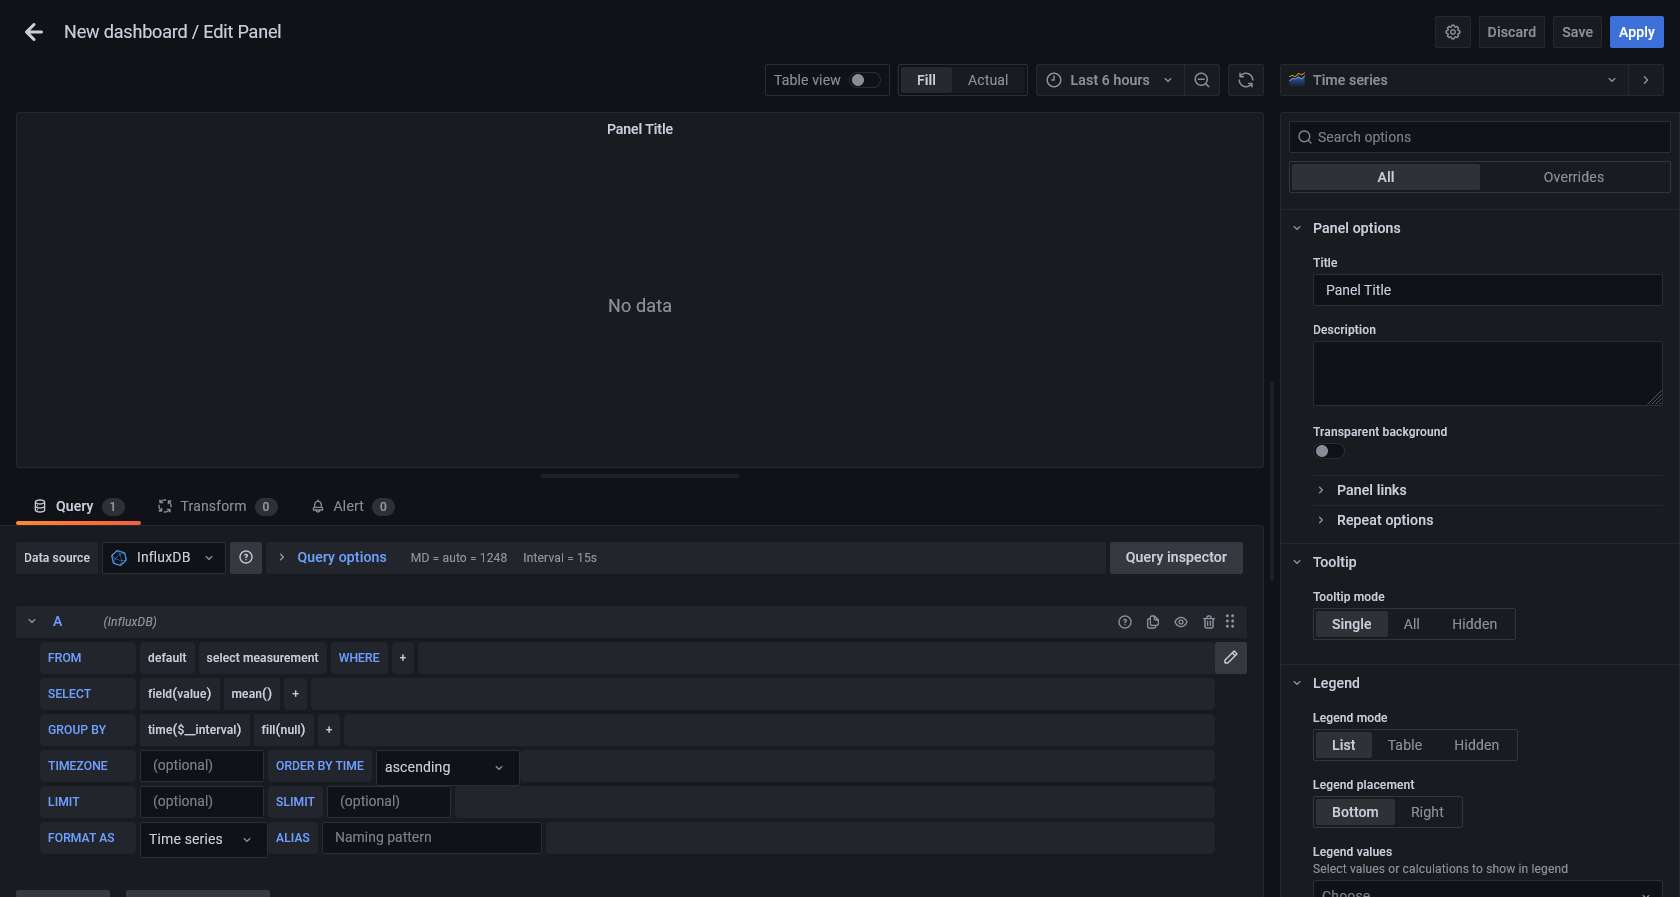 New dashboard / Edit Panel
Discard
Save
Apply
Table view
Fill
Actual
Last 6 hours
Time series
Panel Title
No data
Query 1
Transform 0
Alert 0
Data source
InfluxDB
Query options
MD = auto = 1248
Interval = 15s
Query inspector
A
(InfluxDB)
FROM default select measurement WHERE +
SELECT field(value) mean() +
GROUP BY time($__interval) fill(null) +
TIMEZONE (optional) ORDER BY TIME ascending
LIMIT (optional) SLIMIT (optional)
FORMAT AS Time series ALIAS Naming pattern
Search options
All
Overrides
Panel options
Title
Panel Title
Description
Transparent background
Panel links
Repeat options
Tooltip
Tooltip mode
Single All Hidden
Legend
Legend mode
List Table Hidden
Legend placement
Bottom Right
Legend values
Select values or calculations to show in legend
Choose